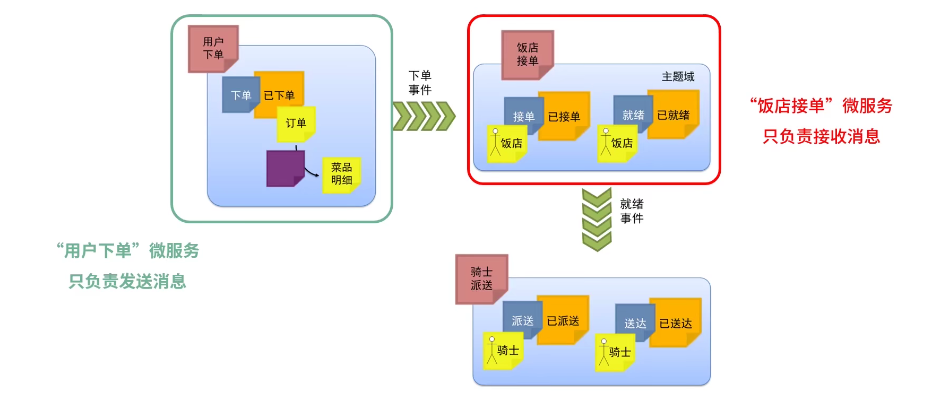 用户
下单
下单
已下单
订单
菜品
明细
“用户下单”微服务
只负责发送消息
下单
事件
饭店
接单
主题域
接单
已接单
饭店
就绪
已就绪
饭店
“饭店接单”微服务
只负责接收消息
就绪
事件
骑士
派送
派送
已派送
骑士
送达
已送达
骑士